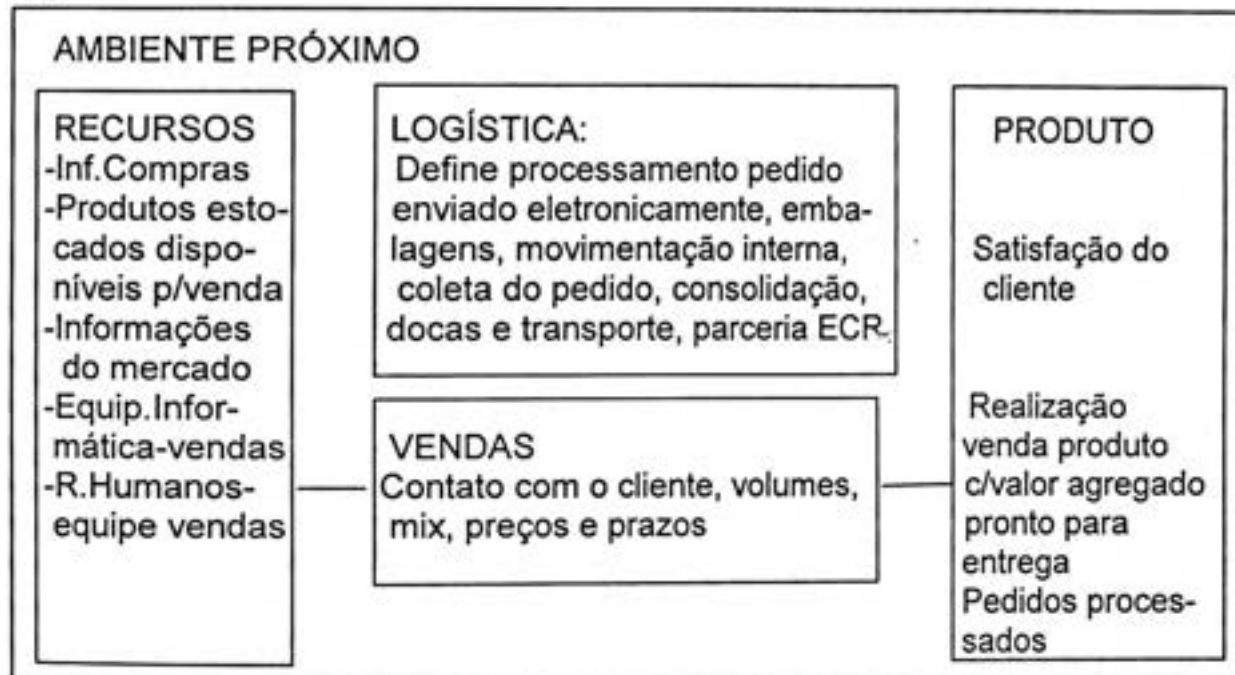 AMBIENTE PRÓXIMO
RECURSOS
-Inf.Compras
-Produtos esto-
cados dispo-
níveis p/venda
-Informações
do mercado
-Equip.Infor-
mática-vendas
-R.Humanos-
equipe vendas
LOGÍSTICA:
Define processamento pedido
enviado eletronicamente, emba-
lagens, movimentação interna,
coleta do pedido, consolidação,
docas e transporte, parceria ECR
VENDAS
Contato com o cliente, volumes,
mix, preços e prazos
PRODUTO
Satisfação do
cliente
Realização
venda produto
c/valor agregado
pronto para
entrega
Pedidos proces-
sados